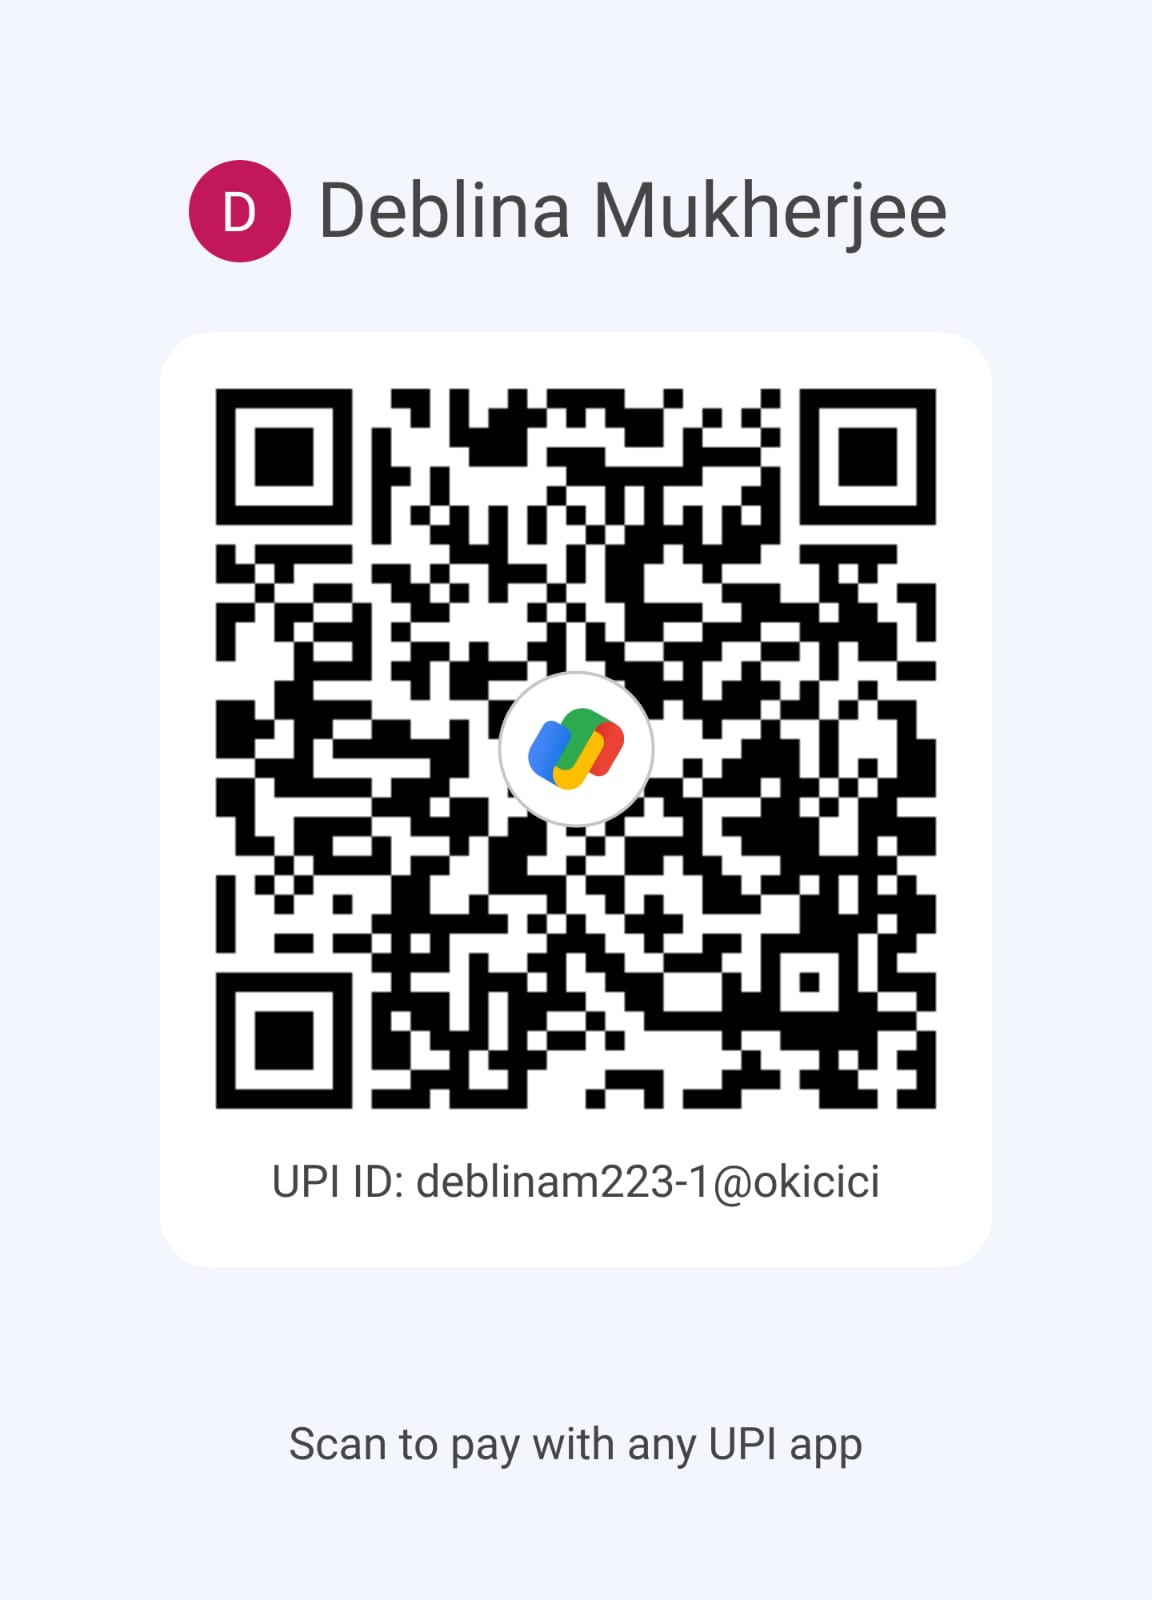 D Deblina Mukherjee
UPI ID: deblinam223-1@okicici
Scan to pay with any UPI app